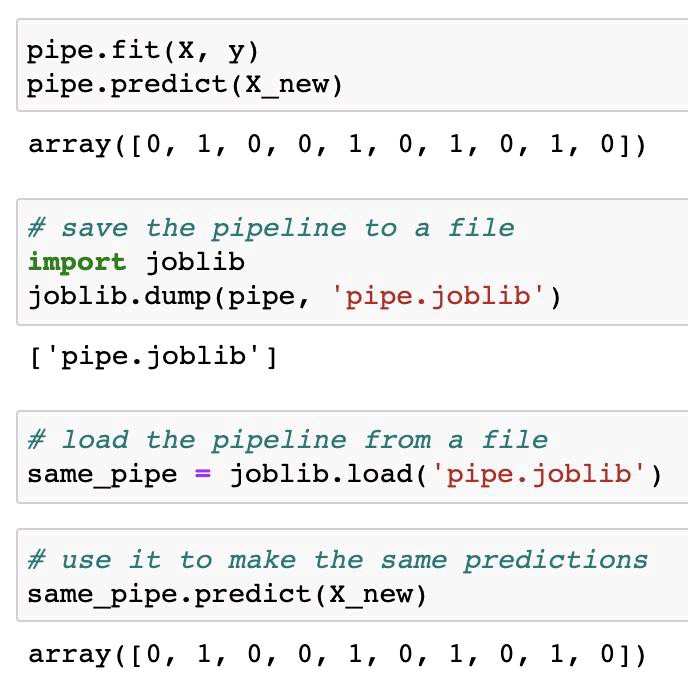 pipe.fit(X, y)
pipe.predict(X_new)
array([0, 1, 0, 0, 1, 0, 1, 0, 1, 0])
# save the pipeline to a file
import joblib
joblib.dump(pipe, 'pipe.joblib')
['pipe.joblib']
# load the pipeline from a file
same_pipe = joblib.load('pipe.joblib')
# use it to make the same predictions
same_pipe.predict(X_new)
array([0, 1, 0, 0, 1, 0, 1, 0, 1, 0])